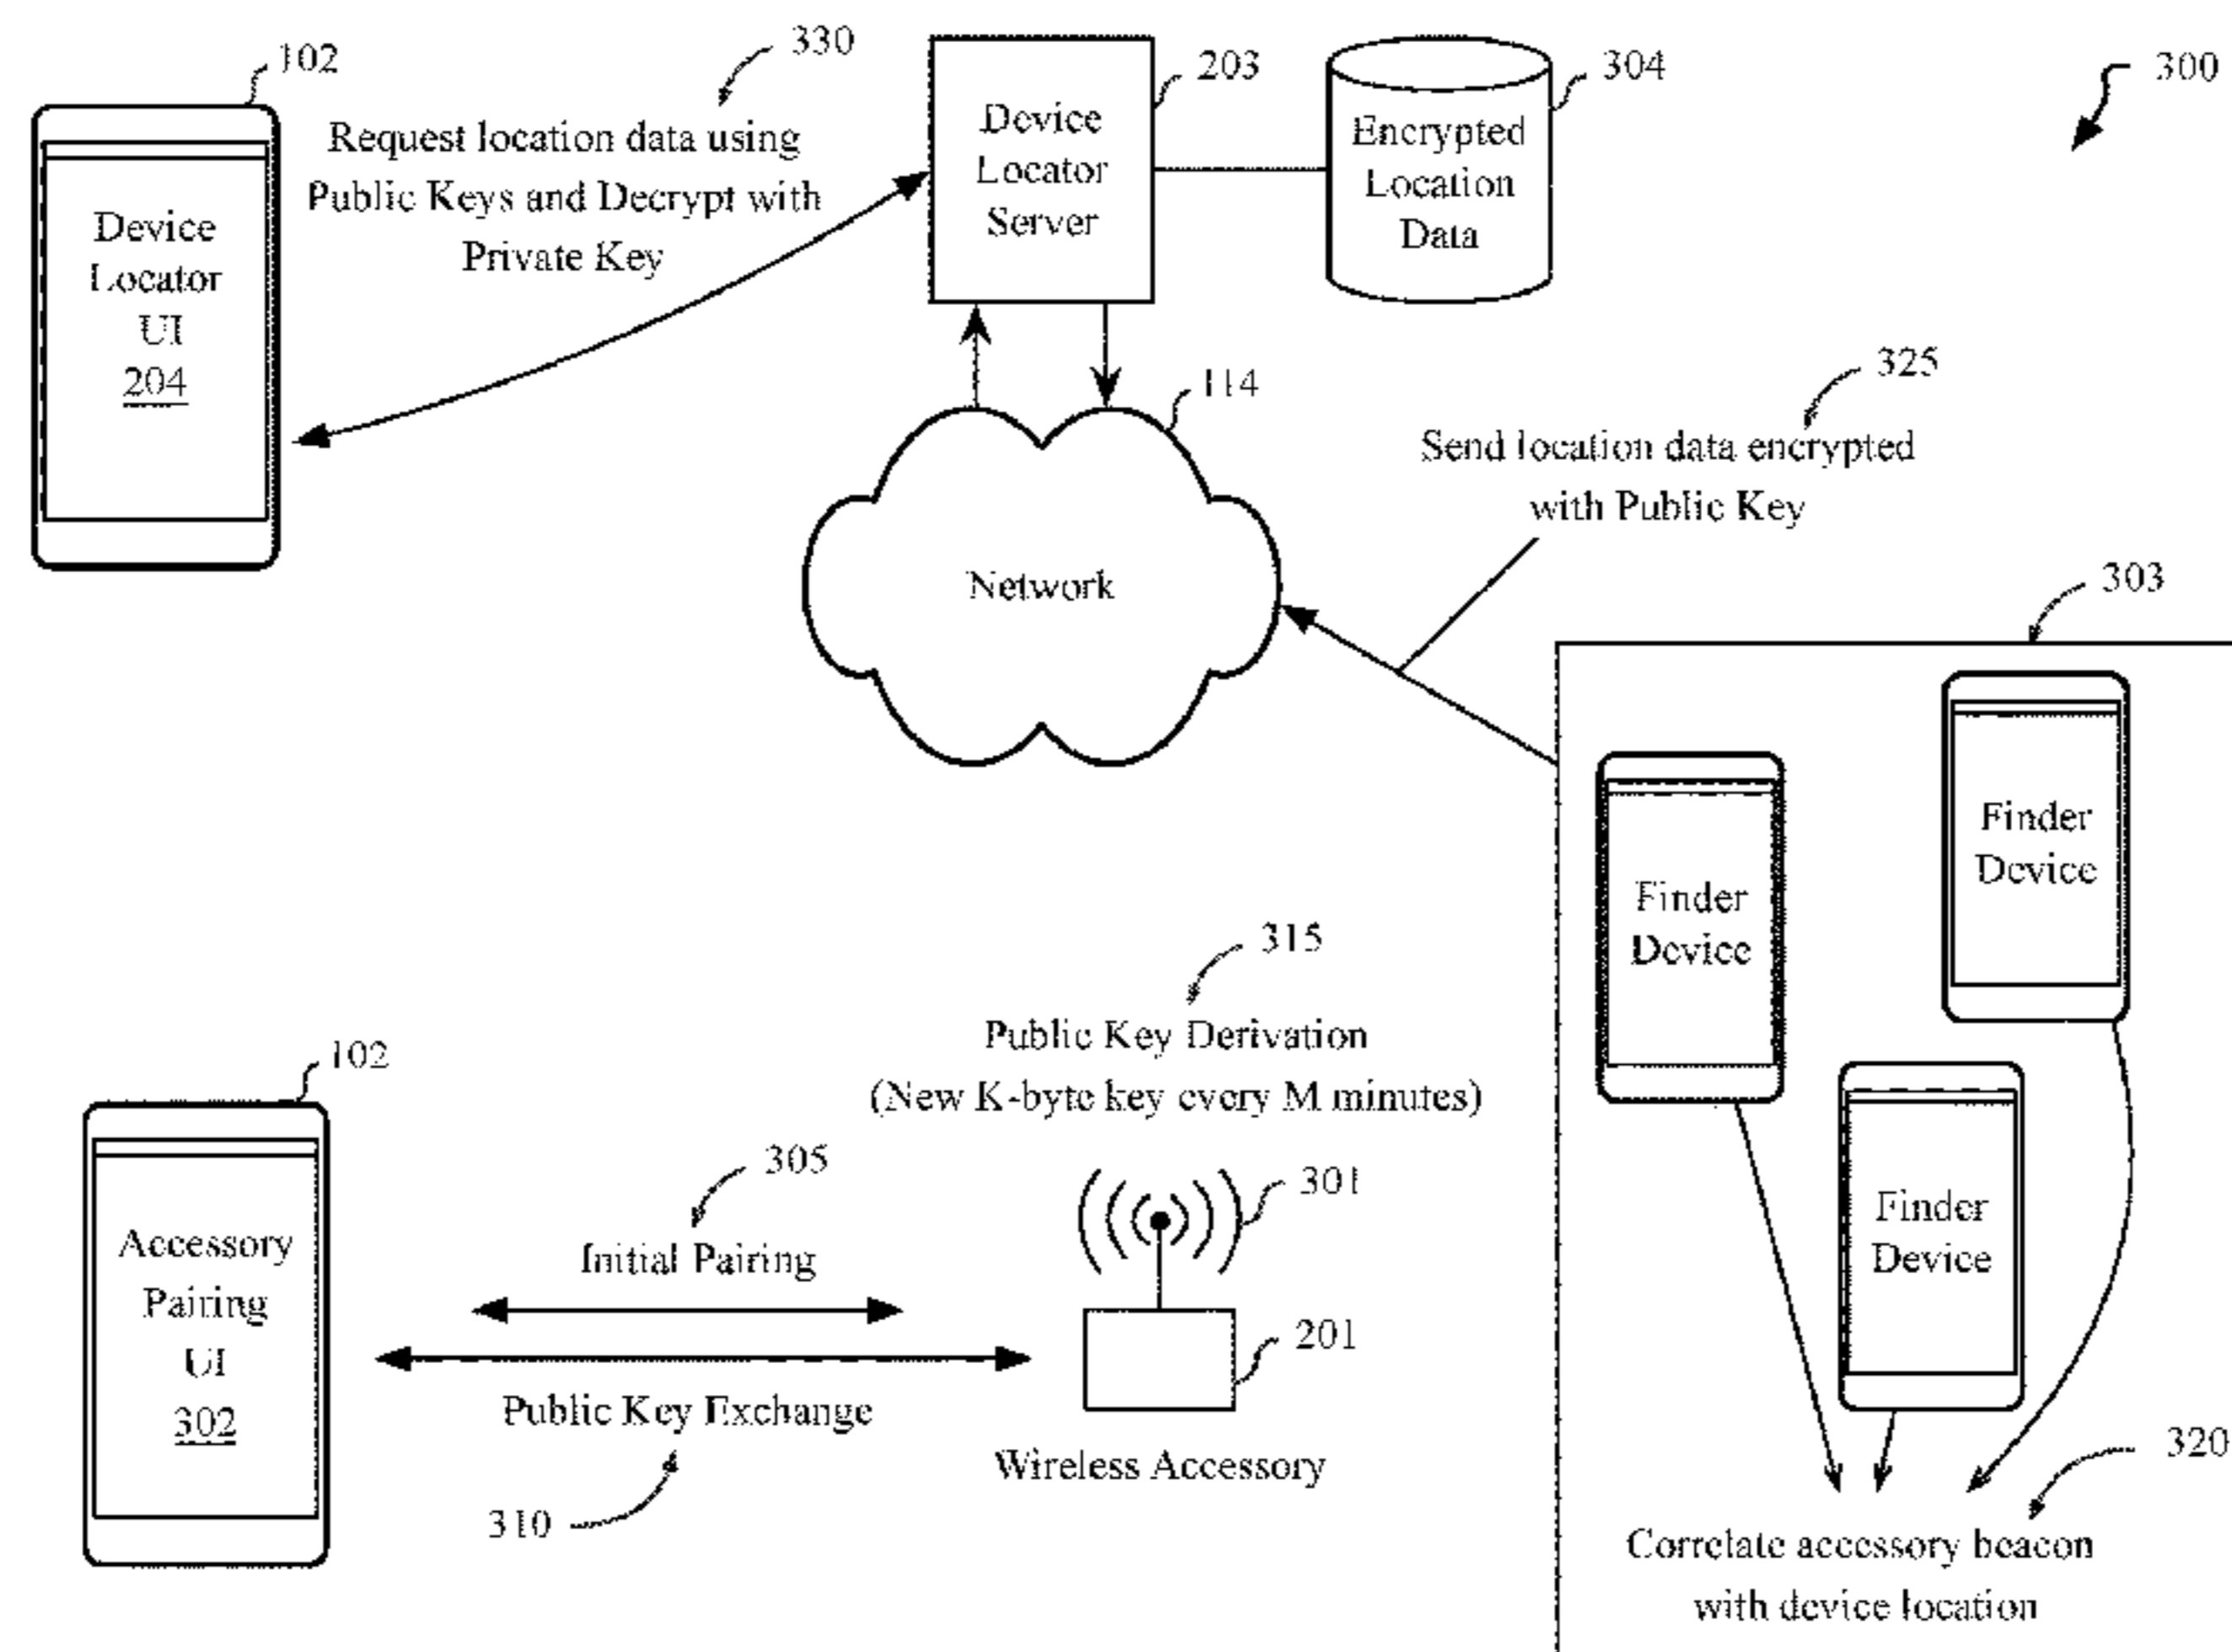 300
102
Device
Locator
UI
204
330
Request location data using
Public Keys and Decrypt with
Private Key
203
Device
Locator
Server
304
Encrypted
Location
Data
114
Network
325
Send location data encrypted
with Public Key
303
Finder
Device
Finder
Device
Finder
Device
320
Correlate accessory beacon
with device location
315
Public Key Derivation
(New K-byte key every M minutes)
102
Accessory
Pairing
UI
302
305
Initial Pairing
Public Key Exchange
310
301
201
Wireless Accessory